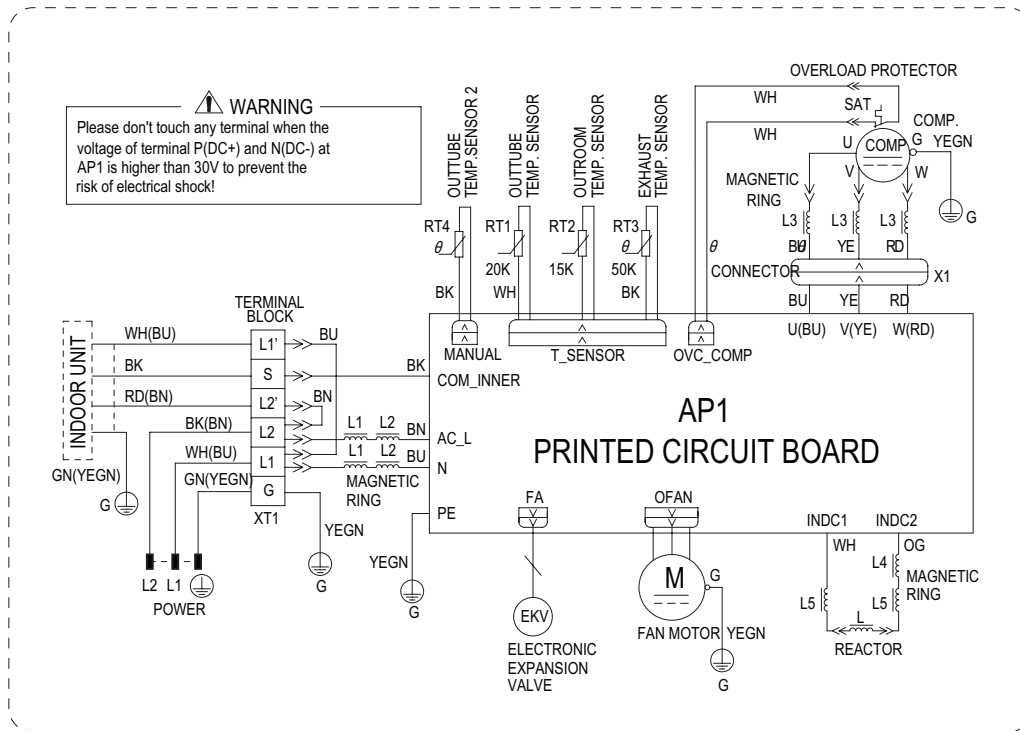 WARNING
Please don't touch any terminal when the
voltage of terminal P(DC+) and N(DC-) at
AP1 is higher than 30V to prevent the
risk of electrical shock!
OUTTUBE
TEMP.SENSOR 2
OUTTUBE
TEMP. SENSOR
OUTROOM
TEMP. SENSOR
EXHAUST
TEMP. SENSOR
RT4
RT1
RT2
RT3
θ
θ
θ
20K
15K
50K
BK
WH
BK
OVERLOAD PROTECTOR
WH
SAT
WH
COMP.
U
COMP
G
YEGN
V
W
MAGNETIC
RING
G
L3
L3
L3
BU
θ
YE
RD
CONNECTOR
X1
BU
YE
RD
U(BU)
V(YE)
W(RD)
MANUAL
T_SENSOR
OVC_COMP
TERMINAL
BLOCK
INDOOR UNIT
WH(BU)
L1'
BU
BK
S
BK
COM_INNER
RD(BN)
L2'
BN
BK(BN)
L2
L1
L2
BN
AC_L
WH(BU)
L1
L1
L2
BU
N
GN(YEGN)
G
GN(YEGN)
G
MAGNETIC
RING
XT1
YEGN
G
PE
YEGN
G
L2
L1
POWER
AP1
PRINTED CIRCUIT BOARD
FA
OFAN
INDC1
INDC2
EKV
ELECTRONIC
EXPANSION
VALVE
M
G
FAN MOTOR
YEGN
G
WH
OG
L4
MAGNETIC
RING
L5
L5
L
REACTOR